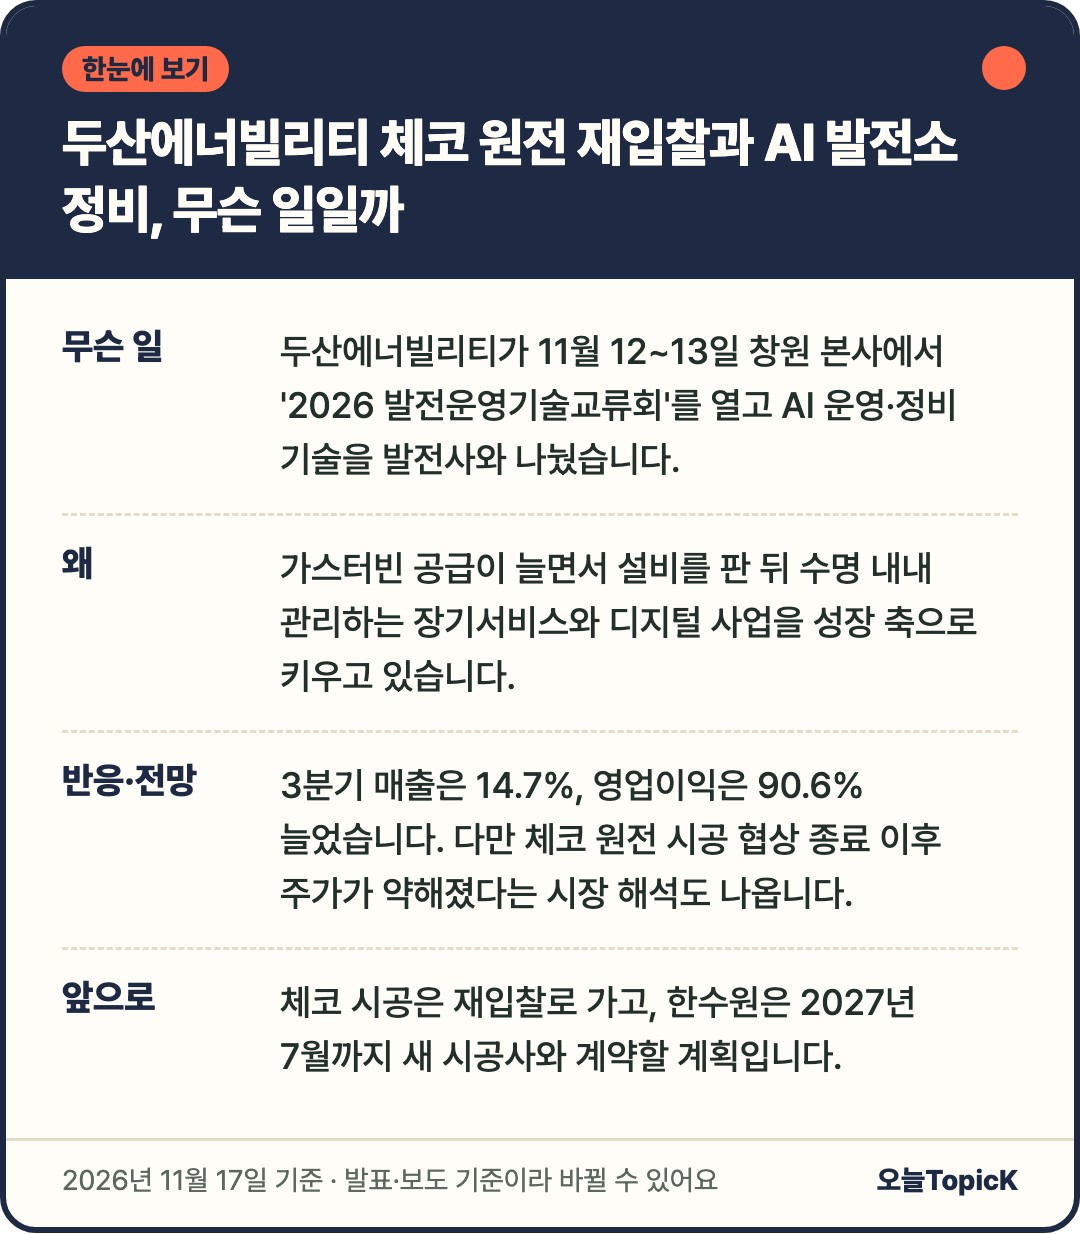 한눈에 보기
두산에너빌리티 체코 원전 재입찰과 AI 발전소
정비, 무슨 일일까
무슨 일
두산에너빌리티가 11월 12~13일 창원 본사에서
'2026 발전운영기술교류회'를 열고 AI 운영·정비
기술을 발전사와 나눴습니다.
왜
가스터빈 공급이 늘면서 설비를 판 뒤 수명 내내
관리하는 장기서비스와 디지털 사업을 성장 축으로
키우고 있습니다.
반응·전망
3분기 매출은 14.7%, 영업이익은 90.6%
늘었습니다. 다만 체코 원전 시공 협상 종료 이후
주가가 약해졌다는 시장 해석도 나옵니다.
앞으로
체코 시공은 재입찰로 가고, 한수원은 2027년
7월까지 새 시공사와 계약할 계획입니다.
2026년 11월 17일 기준 · 발표·보도 기준이라 바뀔 수 있어요
오늘TopicK